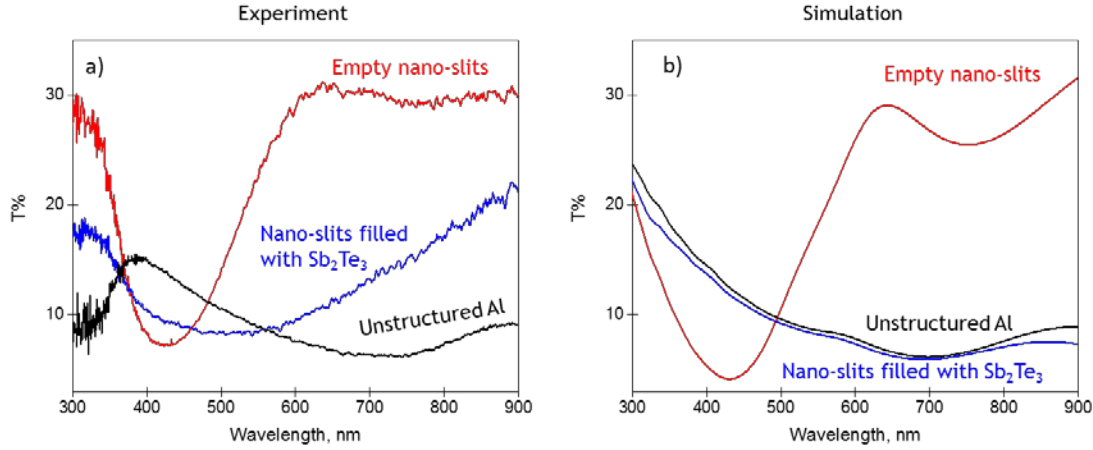 Experiment
a)
Empty nano-slits
Nano-slits filled
with Sb₂Te₃
Unstructured Al
T%
30
20
10
300 400 500 600 700 800 900
Wavelength, nm
Simulation
b)
Empty nano-slits
Unstructured Al
Nano-slits filled with Sb₂Te₃
T%
30
20
10
300 400 500 600 700 800 900
Wavelength, nm